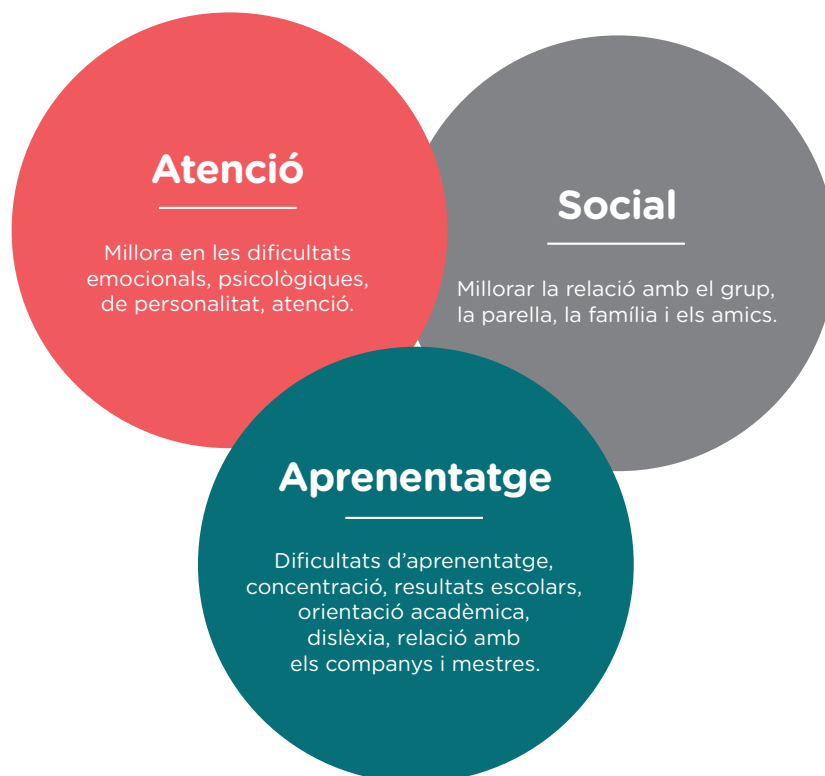 Atenció
Millora en les dificultats
emocionals, psicològiques,
de personalitat, atenció.
Social
Millorar la relació amb el grup,
la parella, la família i els amics.
Aprenentatge
Dificultats d’aprenentatge,
concentració, resultats escolars,
orientació acadèmica,
dislèxia, relació amb
els companys i mestres.